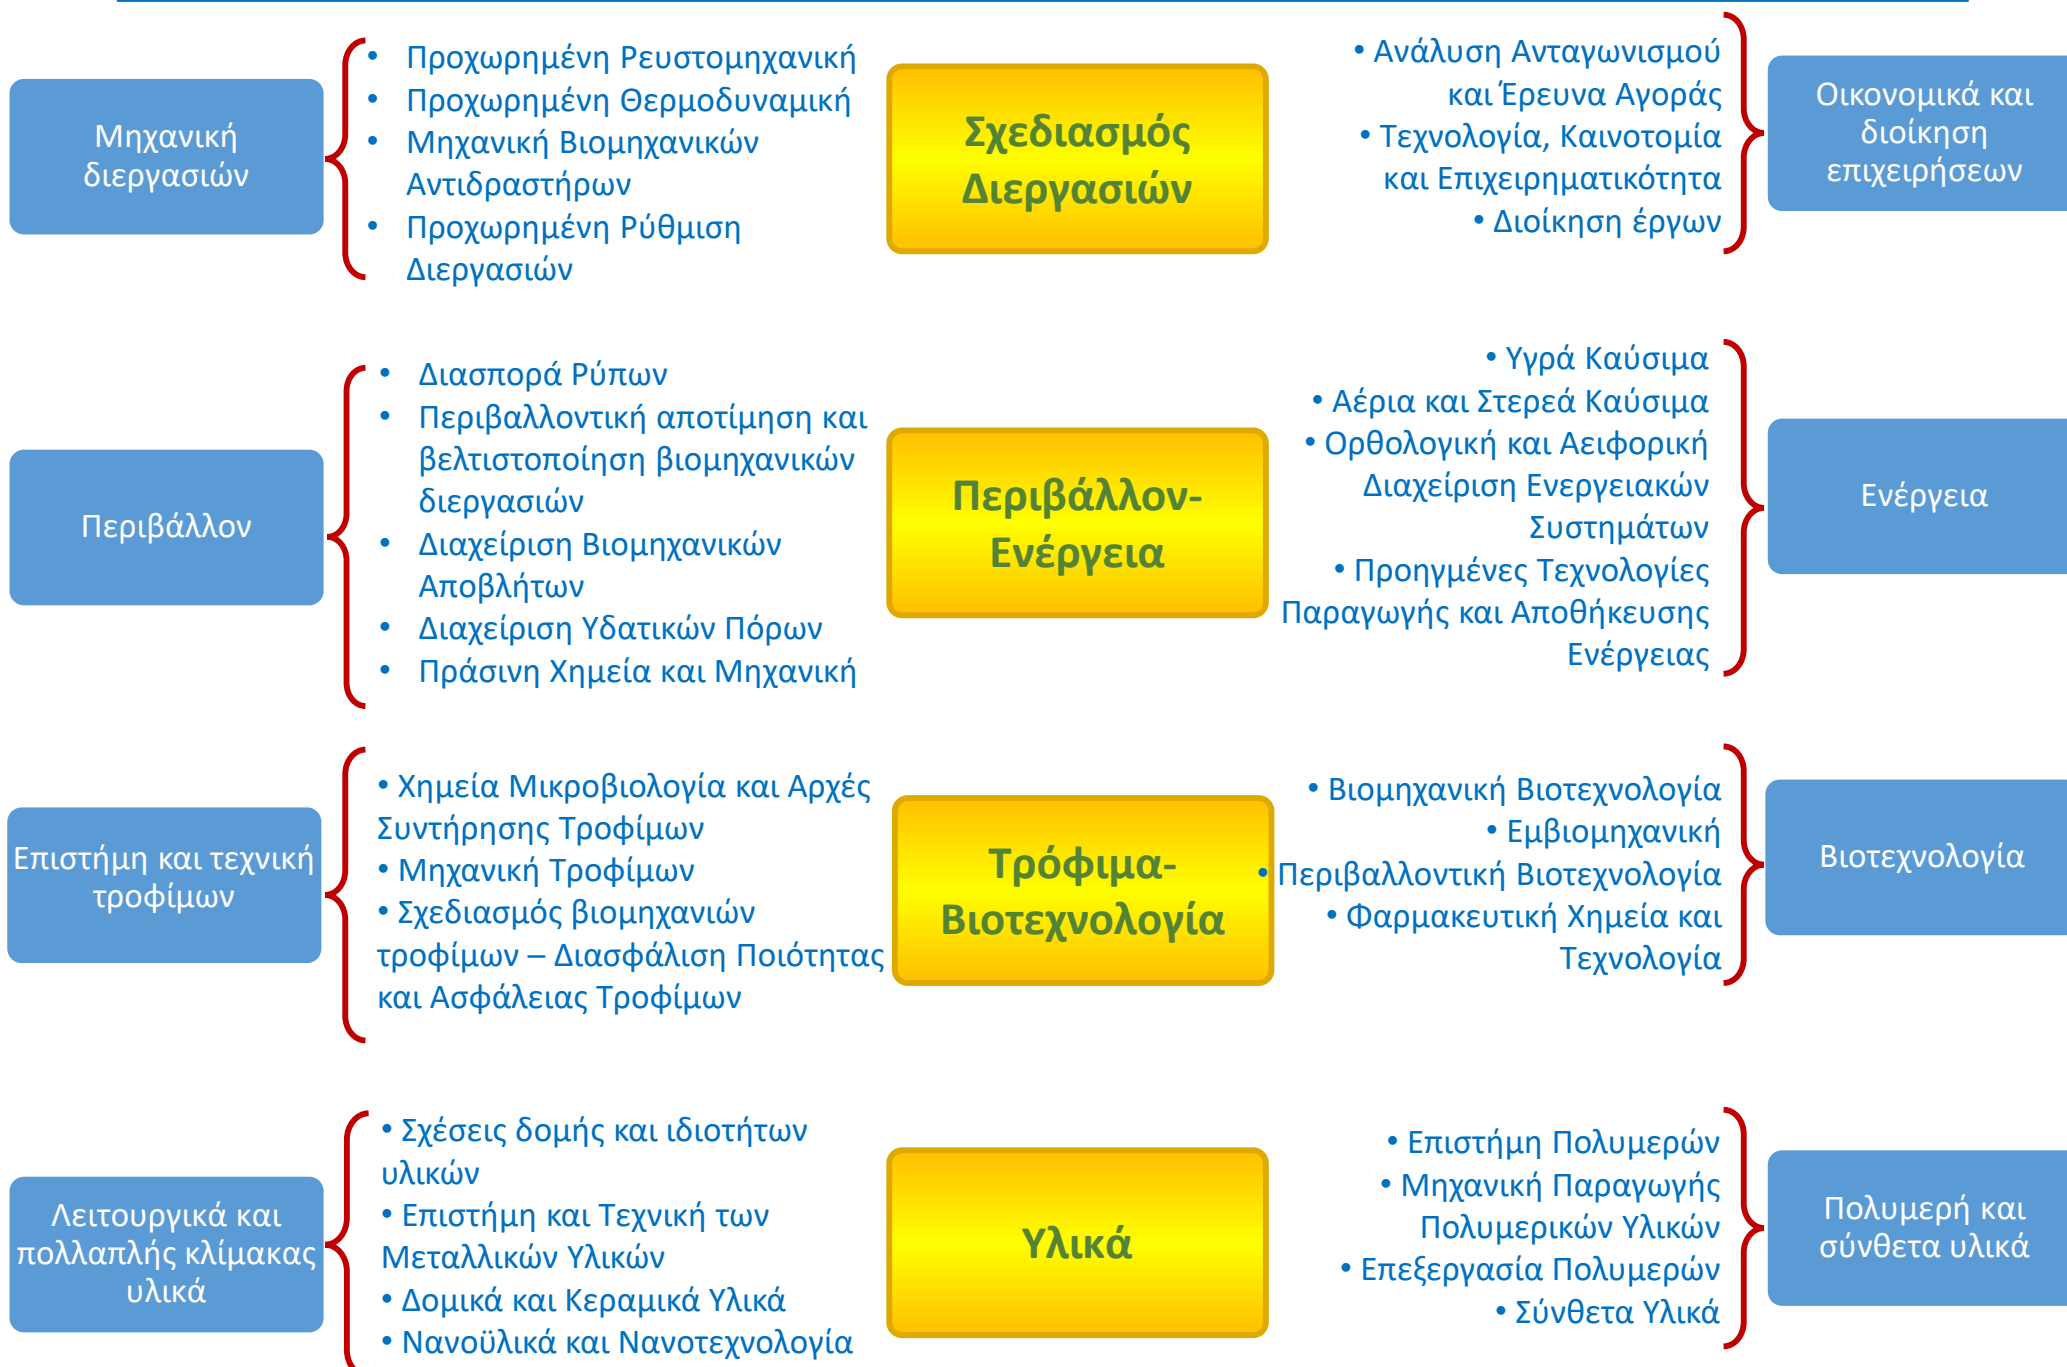 Μηχανική
διεργασιών
• Προχωρημένη Ρευστομηχανική
• Προχωρημένη Θερμοδυναμική
• Μηχανική Βιομηχανικών
Αντιδραστήρων
• Προχωρημένη Ρύθμιση
Διεργασιών
Σχεδιασμός
Διεργασιών
• Ανάλυση Ανταγωνισμού
και Έρευνα Αγοράς
• Τεχνολογία, Καινοτομία
και Επιχειρηματικότητα
• Διοίκηση έργων
Οικονομικά και
διοίκηση
επιχειρήσεων
Περιβάλλον
• Διασπορά Ρύπων
• Περιβαλλοντική αποτίμηση και
βελτιστοποίηση βιομηχανικών
διεργασιών
• Διαχείριση Βιομηχανικών
Αποβλήτων
• Διαχείριση Υδατικών Πόρων
• Πράσινη Χημεία και Μηχανική
Περιβάλλον-
Ενέργεια
• Υγρά Καύσιμα
• Αέρια και Στερεά Καύσιμα
• Ορθολογική και Αειφορική
Διαχείριση Ενεργειακών
Συστημάτων
• Προηγμένες Τεχνολογίες
Παραγωγής και Αποθήκευσης
Ενέργειας
Ενέργεια
Επιστήμη και τεχνική
τροφίμων
• Χημεία Μικροβιολογία και Αρχές
Συντήρησης Τροφίμων
• Μηχανική Τροφίμων
• Σχεδιασμός βιομηχανιών
τροφίμων – Διασφάλιση Ποιότητας
και Ασφάλειας Τροφίμων
Τρόφιμα-
Βιοτεχνολογία
• Βιομηχανική Βιοτεχνολογία
• Εμβιομηχανική
• Περιβαλλοντική Βιοτεχνολογία
• Φαρμακευτική Χημεία και
Τεχνολογία
Βιοτεχνολογία
Λειτουργικά και
πολλαπλής κλίμακας
υλικά
• Σχέσεις δομής και ιδιοτήτων
υλικών
• Επιστήμη και Τεχνική των
Μεταλλικών Υλικών
• Δομικά και Κεραμικά Υλικά
• Νανοϋλικά και Νανοτεχνολογία
Υλικά
• Επιστήμη Πολυμερών
• Μηχανική Παραγωγής
Πολυμερικών Υλικών
• Επεξεργασία Πολυμερών
• Σύνθετα Υλικά
Πολυμερή και
σύνθετα υλικά